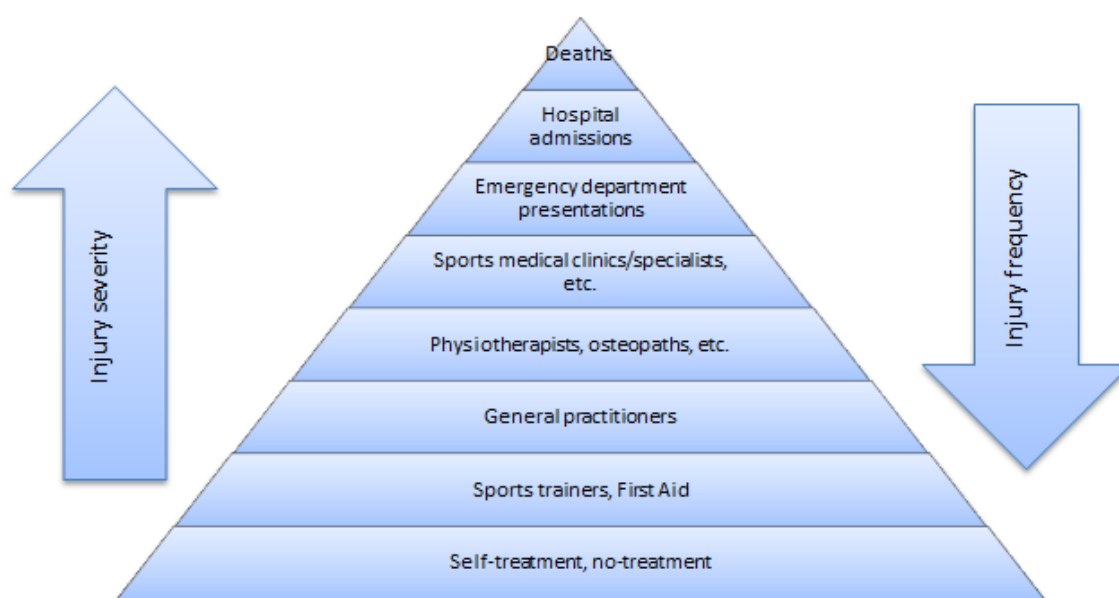 Deaths
Hospital
admissions
Emergency department
presentations
Sports medical clinics/specialists,
etc.
Physiotherapists, osteopaths, etc.
General practitioners
Sports trainers, First Aid
Self-treatment, no-treatment
Injury severity
Injury frequency